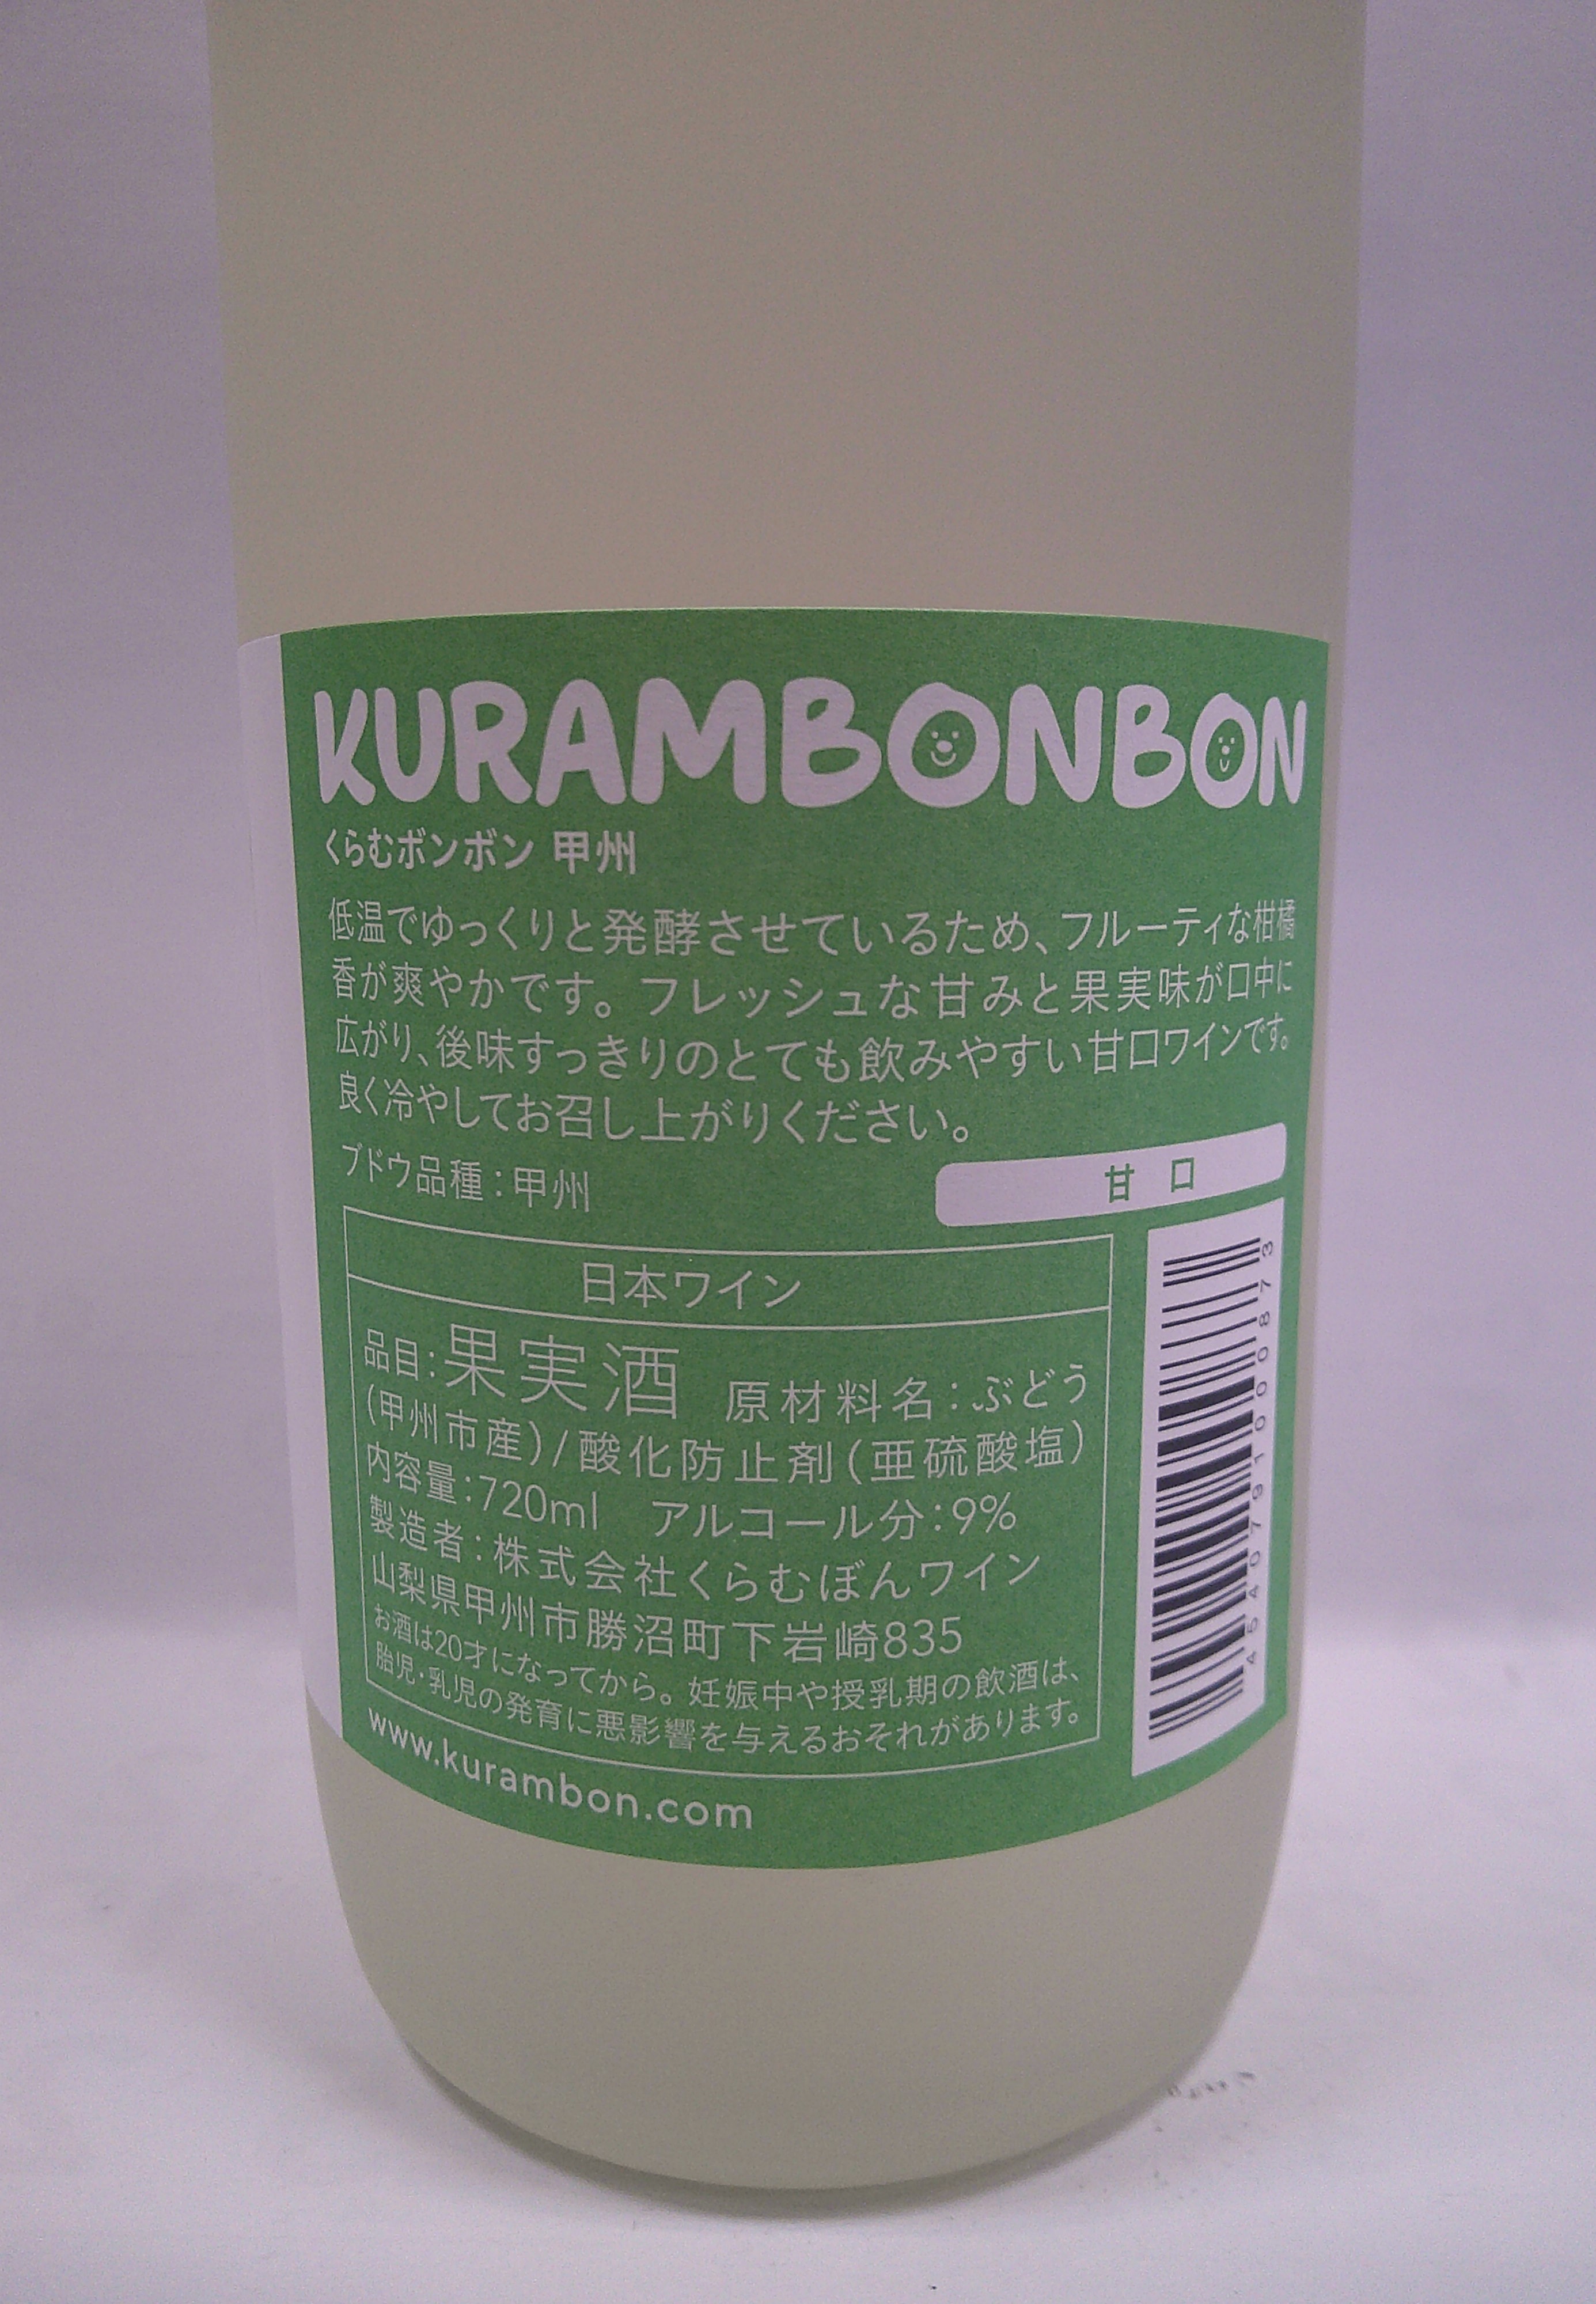 KURAMBONBON
くらむボンボン 甲州
低温でゆっくりと発酵させているため、フルーティな柑橘
香が爽やかです。フレッシュな甘みと果実味が口中に
広がり、後味すっきりのとても飲みやすい甘口ワインです。
良く冷やしてお召し上がりください。
ブドウ品種：甲州
甘 口
日本ワイン
品目：果実酒 原材料名：ぶどう
(甲州市産)/酸化防止剤(亜硫酸塩)
内容量：720ml アルコール分：9%
製造者：株式会社くらむぼんワイン
山梨県甲州市勝沼町下岩崎835
お酒は20才になってから。妊娠中や授乳期の飲酒は、
胎児・乳児の発育に悪影響を与えるおそれがあります。
www.kurambon.com
4540791000873